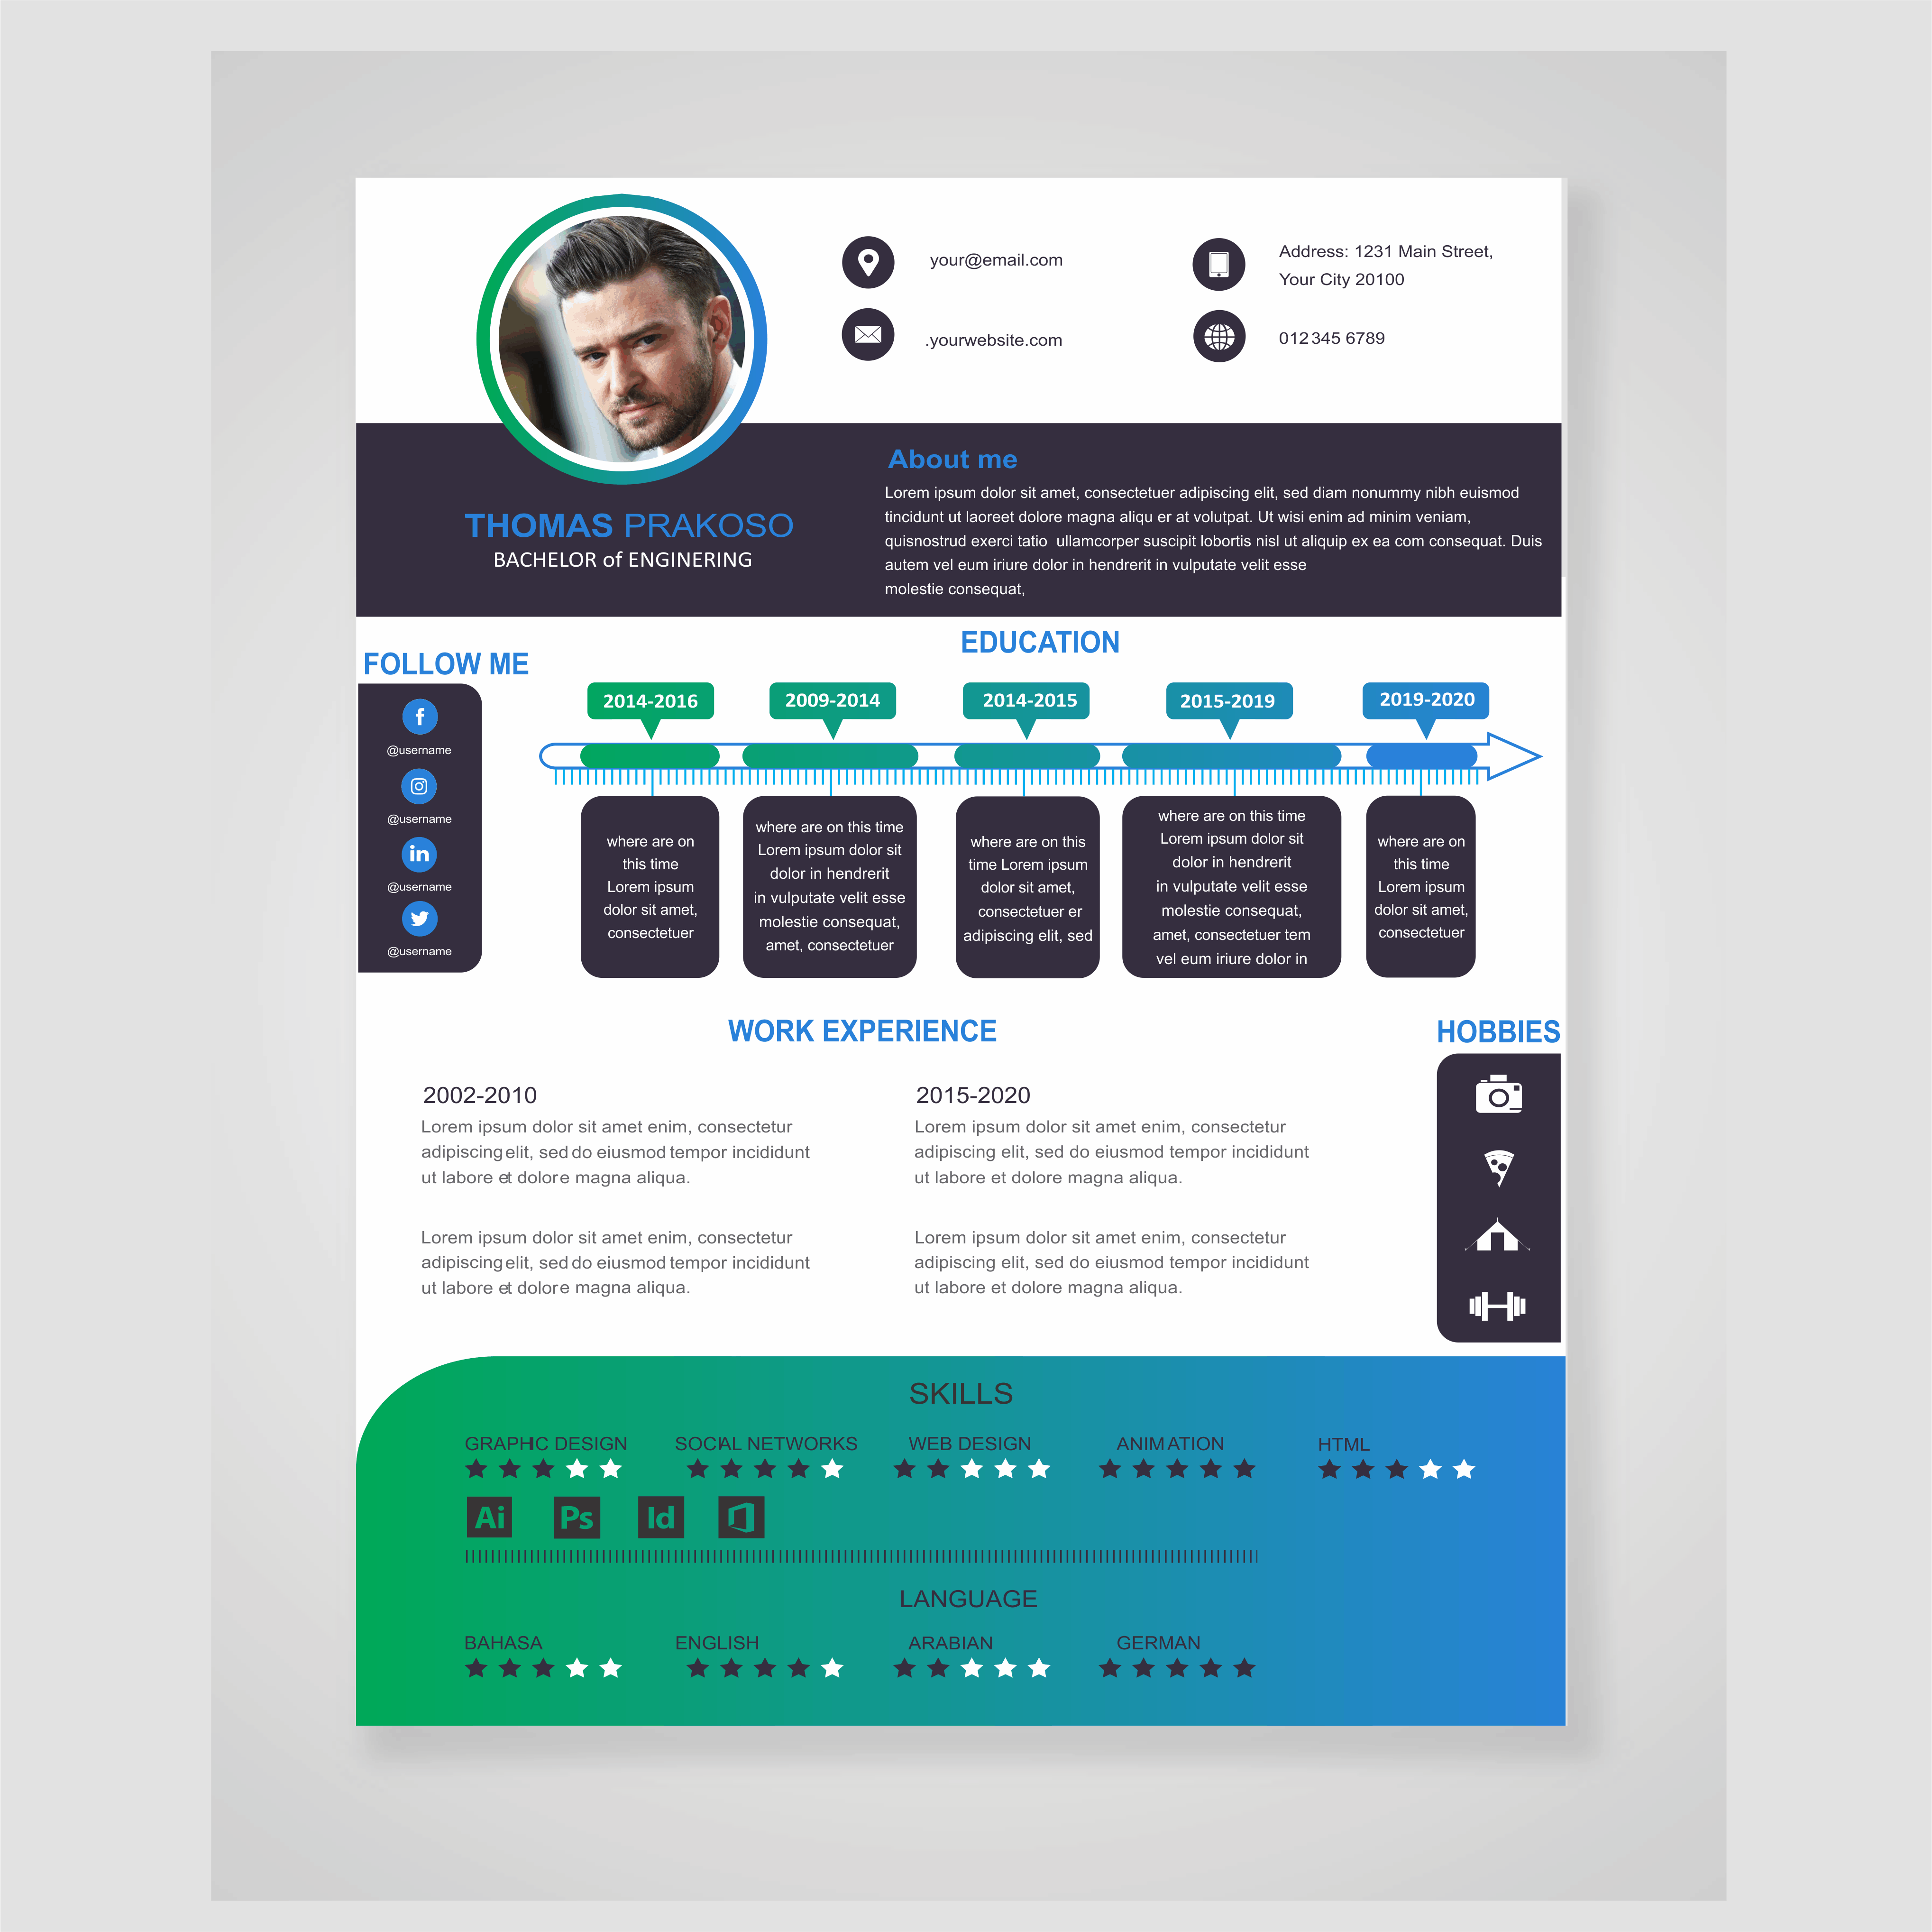 your@email.com
Address: 1231 Main Street,
Your City 20100
.yourwebsite.com
012 345 6789
THOMAS PRAKOSO
BACHELOR of ENGINERING
About me
Lorem ipsum dolor sit amet, consectetuer adipiscing elit, sed diam nonummy nibh euismod
tincidunt ut laoreet dolore magna aliqu er at volutpat. Ut wisi enim ad minim veniam,
quisnostrud exerci tatio ullamcorper suscipit lobortis nisl ut aliquip ex ea com consequat. Duis
autem vel eum iriure dolor in hendrerit in vulputate velit esse
molestie consequat,
FOLLOW ME
f
@username
@username
in
@username
@username
EDUCATION
2014-2016
2009-2014
2014-2015
2015-2019
2019-2020
where are on
this time
Lorem ipsum
dolor sit amet,
consectetuer
where are on this time
Lorem ipsum dolor sit
dolor in hendrerit
in vulputate velit esse
molestie consequat,
amet, consectetuer
where are on this
time Lorem ipsum
dolor sit amet,
consectetuer er
adipiscing elit, sed
where are on this time
Lorem ipsum dolor sit
dolor in hendrerit
in vulputate velit esse
molestie consequat,
amet, consectetuer tem
vel eum iriure dolor in
where are on
this time
Lorem ipsum
dolor sit amet,
consectetuer
WORK EXPERIENCE
2002-2010
Lorem ipsum dolor sit amet enim, consectetur
adipiscing elit, sed do eiusmod tempor incididunt
ut labore et dolore magna aliqua.
Lorem ipsum dolor sit amet enim, consectetur
adipiscing elit, sed do eiusmod tempor incididunt
ut labore et dolore magna aliqua.
2015-2020
Lorem ipsum dolor sit amet enim, consectetur
adipiscing elit, sed do eiusmod tempor incididunt
ut labore et dolore magna aliqua.
Lorem ipsum dolor sit amet enim, consectetur
adipiscing elit, sed do eiusmod tempor incididunt
ut labore et dolore magna aliqua.
HOBBIES
SKILLS
GRAPHIC DESIGN
SOCIAL NETWORKS
WEB DESIGN
ANIMATION
HTML
Ai
Ps
Id
LANGUAGE
BAHASA
ENGLISH
ARABIAN
GERMAN